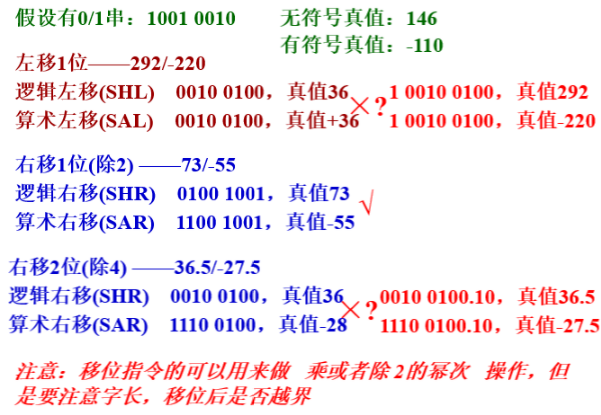 假设有0/1串：1001 0010 无符号真值：146
有符号真值：-110
左移1位——292/-220
逻辑左移(SHL) 0010 0100，真值36 ×? 1 0010 0100，真值292
算术左移(SAL) 0010 0100，真值+36 1 0010 0100，真值-220
右移1位(除2) ——73/-55
逻辑右移(SHR) 0100 1001，真值73 √
算术右移(SAR) 1100 1001，真值-55
右移2位(除4) ——36.5/-27.5
逻辑右移(SHR) 0010 0100，真值36 ×? 0010 0100.10，真值36.5
算术右移(SAR) 1110 0100，真值-28 1110 0100.10，真值-27.5
注意：移位指令的可以用来做 乘或者除2的幂次 操作，但
是要注意字长，移位后是否越界